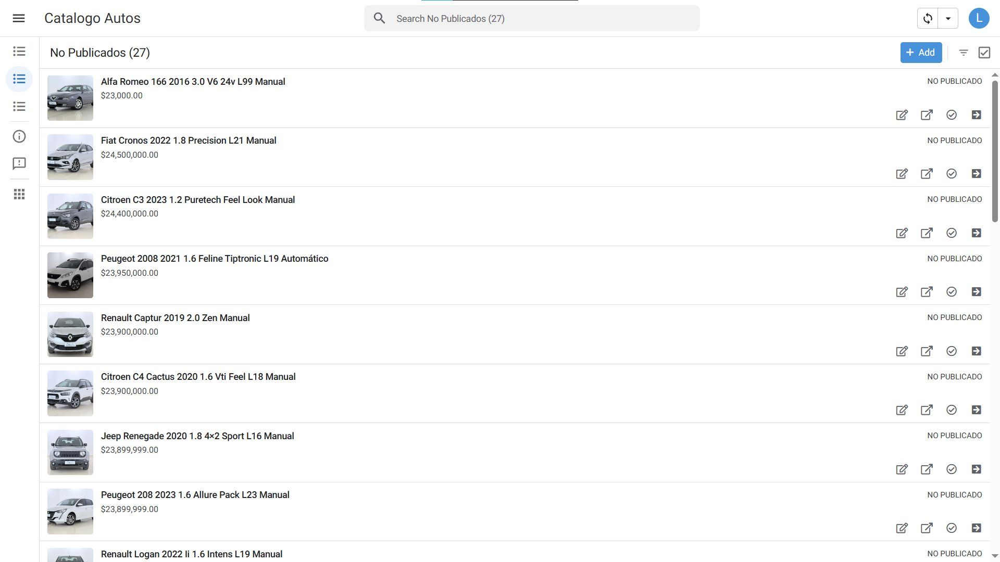 Catalogo Autos
Search No Publicados (27)
L
No Publicados (27)
+ Add
Alfa Romeo 166 2016 3.0 V6 24v L99 Manual
NO PUBLICADO
$23,000.00
Fiat Cronos 2022 1.8 Precision L21 Manual
NO PUBLICADO
$24,500,000.00
Citroen C3 2023 1.2 Puretech Feel Look Manual
NO PUBLICADO
$24,400,000.00
Peugeot 2008 2021 1.6 Feline Tiptronic L19 Automático
NO PUBLICADO
$23,950,000.00
Renault Captur 2019 2.0 Zen Manual
NO PUBLICADO
$23,900,000.00
Citroen C4 Cactus 2020 1.6 Vti Feel L18 Manual
NO PUBLICADO
$23,900,000.00
Jeep Renegade 2020 1.8 4×2 Sport L16 Manual
NO PUBLICADO
$23,899,999.00
Peugeot 208 2023 1.6 Allure Pack L23 Manual
NO PUBLICADO
$23,899,999.00
Renault Logan 2022 Ii 1.6 Intens L19 Manual
NO PUBLICADO